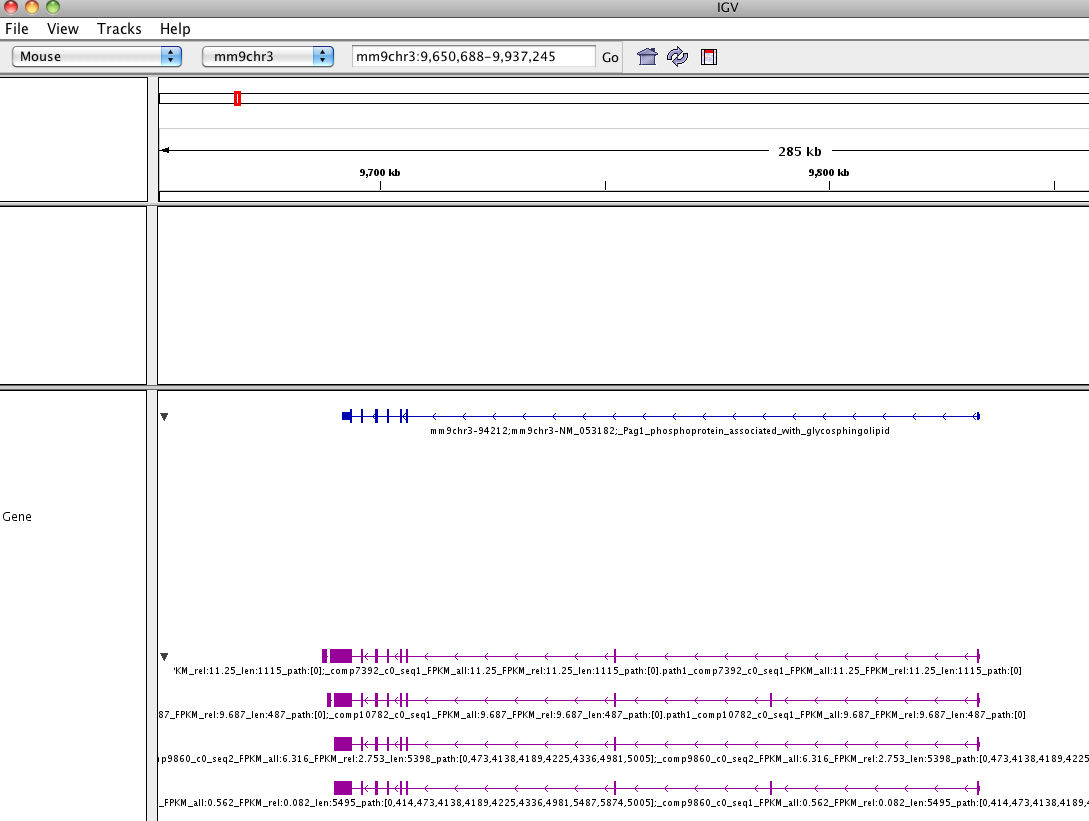 IGV
File View Tracks Help
Mouse mm9chr3 mm9chr3:9,650,688-9,937,245 Go
285 kb
9,700 kb 9,800 kb
mm9chr3-94212;mm9chr3-NM_053182;_Pag1_phosphoprotein_associated_with_glycosphingolipid
Gene
KM_rel:11.25_len:1115_path:[0];_comp7392_c0_seq1_FPKM_all:11.25_FPKM_rel:11.25_len:1115_path:[0].path1_comp7392_c0_seq1_FPKM_all:11.25_FPKM_rel:11.25_len:1115_path:[0]
87_FPKM_rel:9.687_len:487_path:[0];_comp10782_c0_seq1_FPKM_all:9.687_FPKM_rel:9.687_len:487_path:[0].path1_comp10782_c0_seq1_FPKM_all:9.687_FPKM_rel:9.687_len:487_path:[0]
p9860_c0_seq2_FPKM_all:6.316_FPKM_rel:2.753_len:5398_path:[0,473,4138,4189,4225,4336,4981,5005];_comp9860_c0_seq2_FPKM_all:6.316_FPKM_rel:2.753_len:5398_path:[0,473,4138,4189,4225
_FPKM_all:0.562_FPKM_rel:0.082_len:5495_path:[0,414,473,4138,4189,4225,4336,4981,5487,5874,5005];_comp9860_c0_seq1_FPKM_all:0.562_FPKM_rel:0.082_len:5495_path:[0,414,473,4138,4189,4